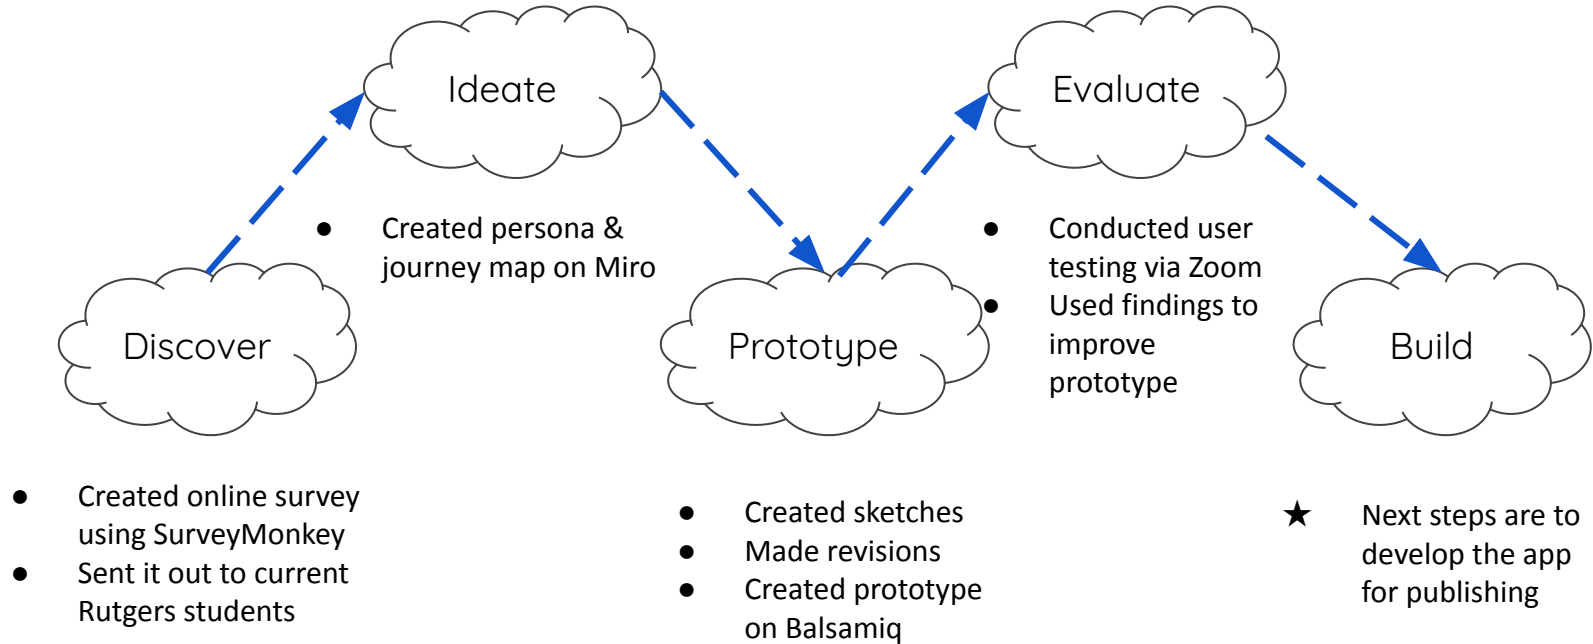 Discover
● Created online survey
using SurveyMonkey
● Sent it out to current
Rutgers students
Ideate
● Created persona &
journey map on Miro
Prototype
● Created sketches
● Made revisions
● Created prototype
on Balsamiq
Evaluate
● Conducted user
testing via Zoom
● Used findings to
improve
prototype
Build
★ Next steps are to
develop the app
for publishing